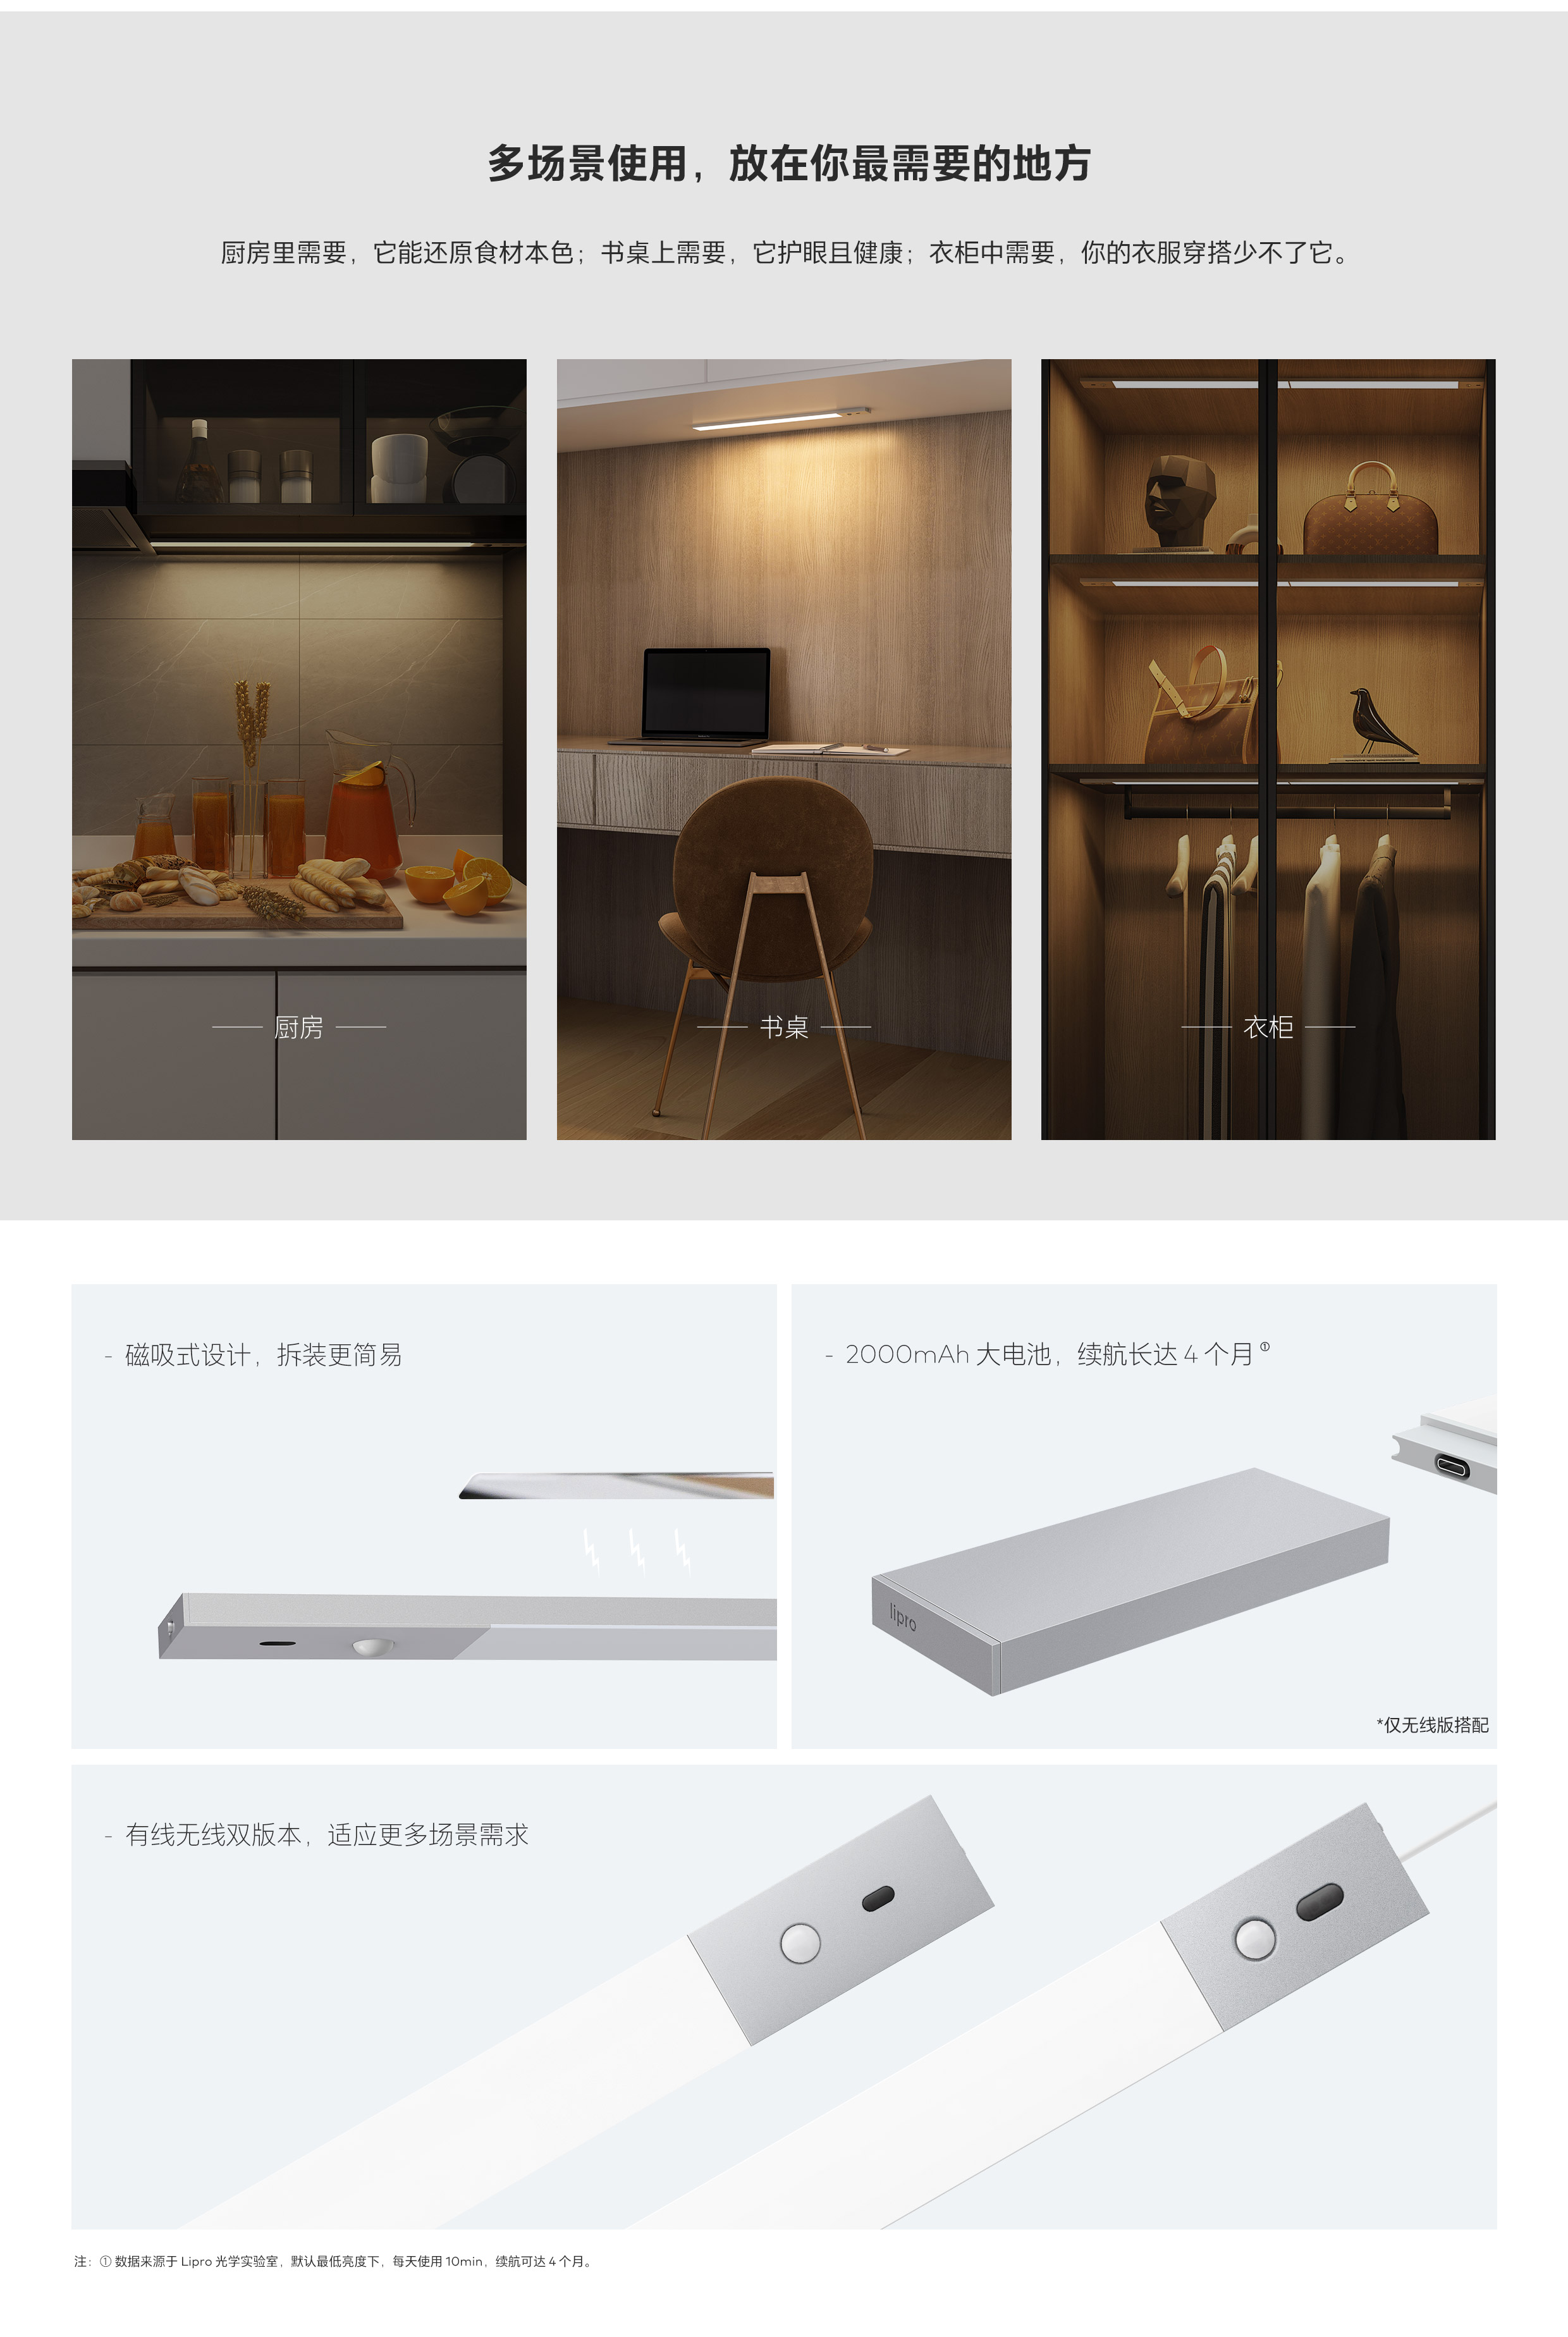 多场景使用，放在你最需要的地方
厨房里需要，它能还原食材本色；书桌上需要，它护眼且健康；衣柜中需要，你的衣服穿搭少不了它。
厨房
书桌
衣柜
- 磁吸式设计，拆装更简易
- 2000mAh 大电池，续航长达 4 个月①
lipro
*仅无线版搭配
- 有线无线双版本，适应更多场景需求
注：① 数据来源于 Lipro 光学实验室，默认最低亮度下，每天使用 10min，续航可达 4 个月。